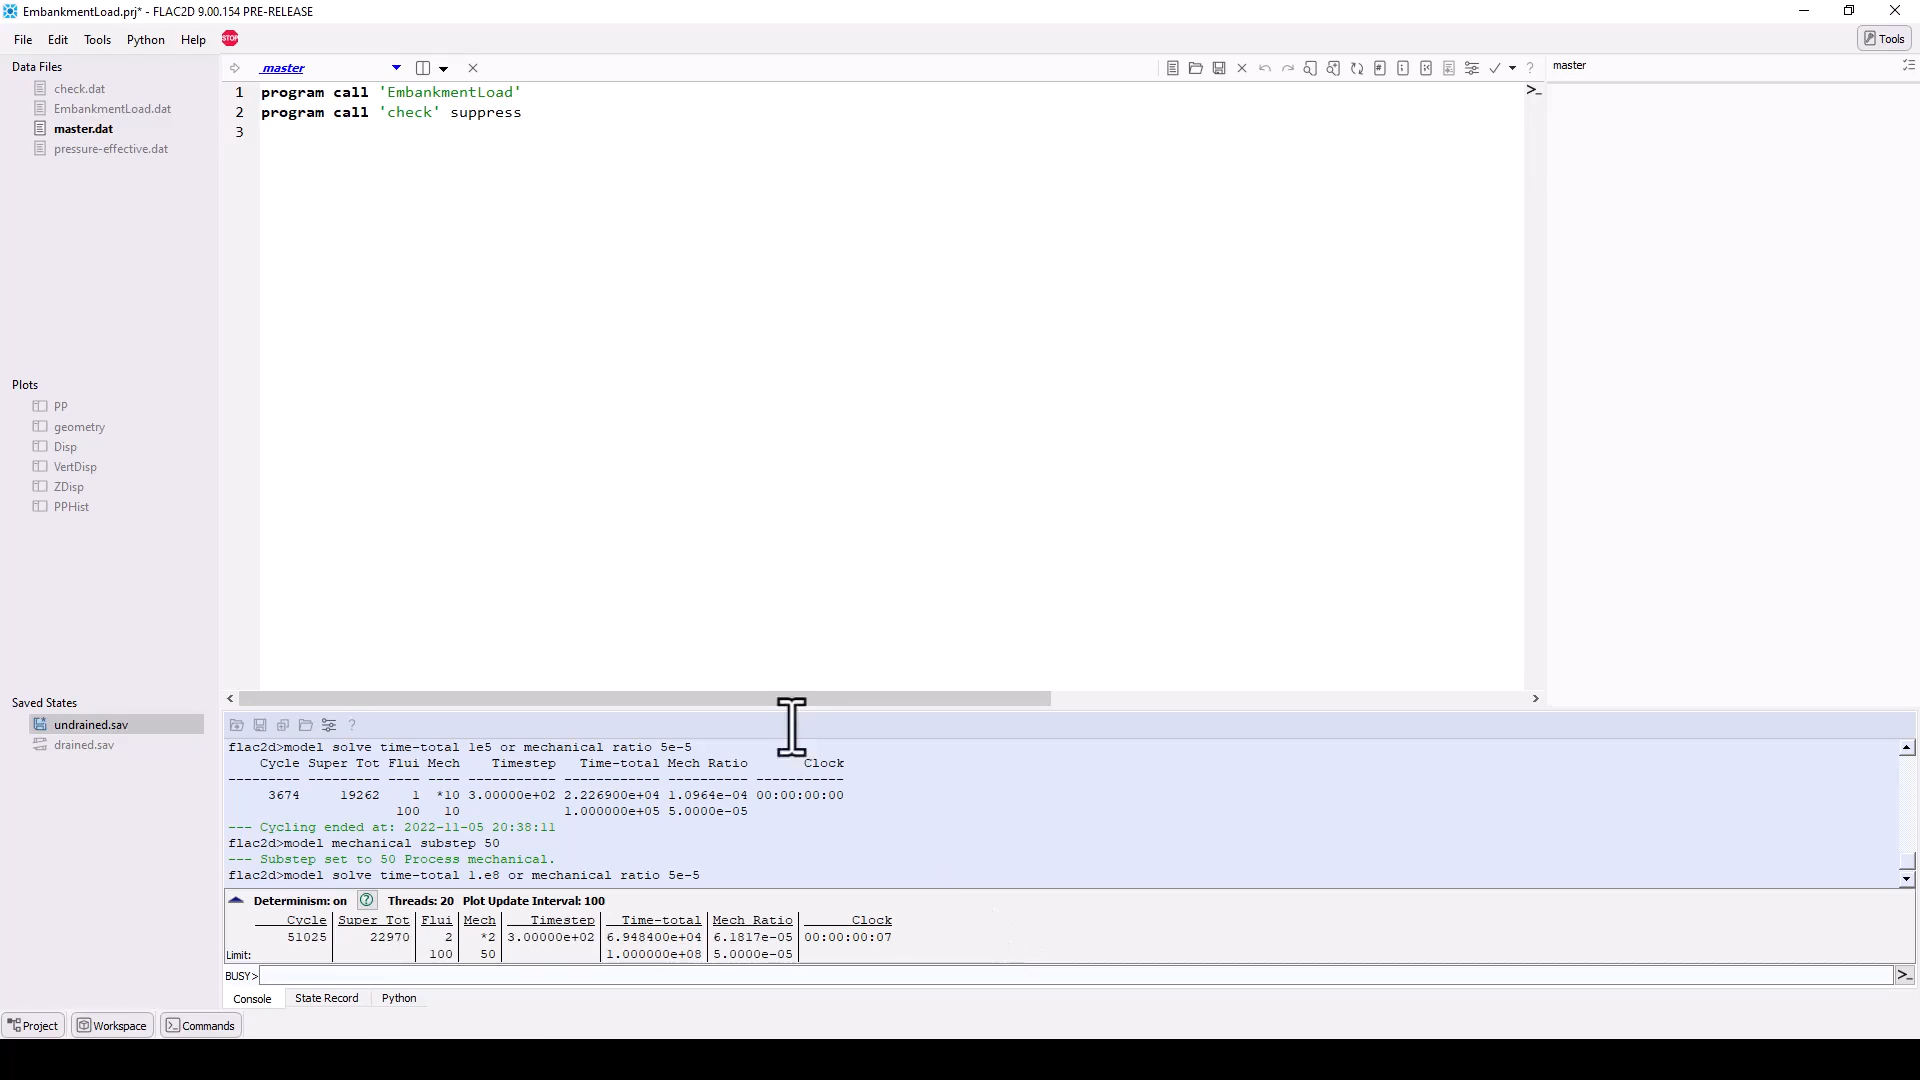 EmbankmentLoad.prj* - FLAC2D 9.00.154 PRE-RELEASE
File Edit Tools Python Help STOP Tools
Data Files
check.dat
EmbankmentLoad.dat
master.dat
pressure-effective.dat
Plots
PP
geometry
Disp
VertDisp
ZDisp
PPHist
Saved States
undrained.sav
drained.sav
master
1 program call 'EmbankmentLoad'
2 program call 'check' suppress
3
master
flac2d>model solve time-total 1e5 or mechanical ratio 5e-5
Cycle Super Tot Flui Mech Timestep Time-total Mech Ratio Clock
--------- --------- ---- ---- ----------- ------------ ---------- -----------
3674 19262 1 *10 3.00000e+02 2.226900e+04 1.0964e-04 00:00:00:00
100 10 1.000000e+05 5.0000e-05
--- Cycling ended at: 2022-11-05 20:38:11
flac2d>model mechanical substep 50
--- Substep set to 50 Process mechanical.
flac2d>model solve time-total 1.e8 or mechanical ratio 5e-5
Determinism: on ? Threads: 20 Plot Update Interval: 100
Cycle Super Tot Flui Mech Timestep Time-total Mech Ratio Clock
51025 22970 2 *2 3.00000e+02 6.948400e+04 6.1817e-05 00:00:00:07
Limit: 100 50 1.000000e+08 5.0000e-05
BUSY>
Console State Record Python
Project Workspace Commands